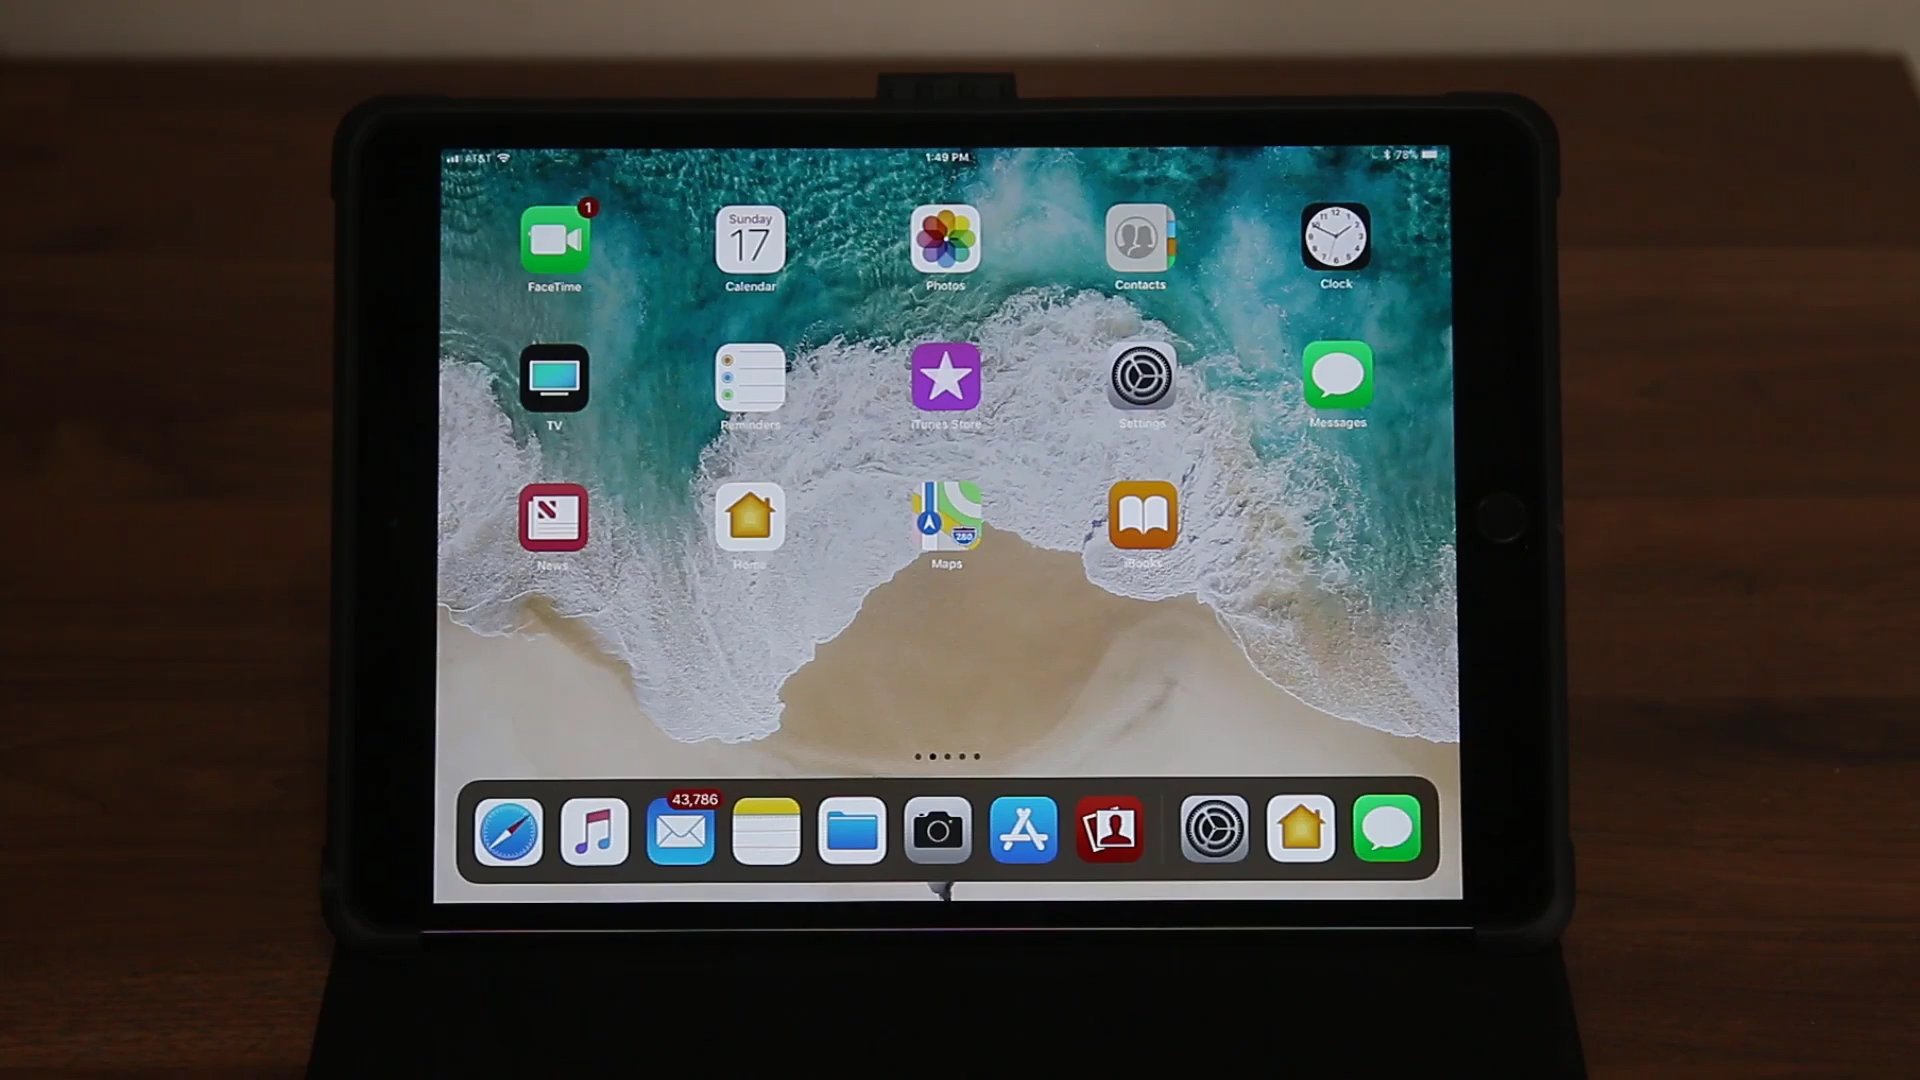 AT&T
1:49 PM
78%
1
Sunday
17
FaceTime
Calendar
Photos
Contacts
Clock
TV
Reminders
iTunes Store
Settings
Messages
280
News
Home
Maps
iBooks
43,786